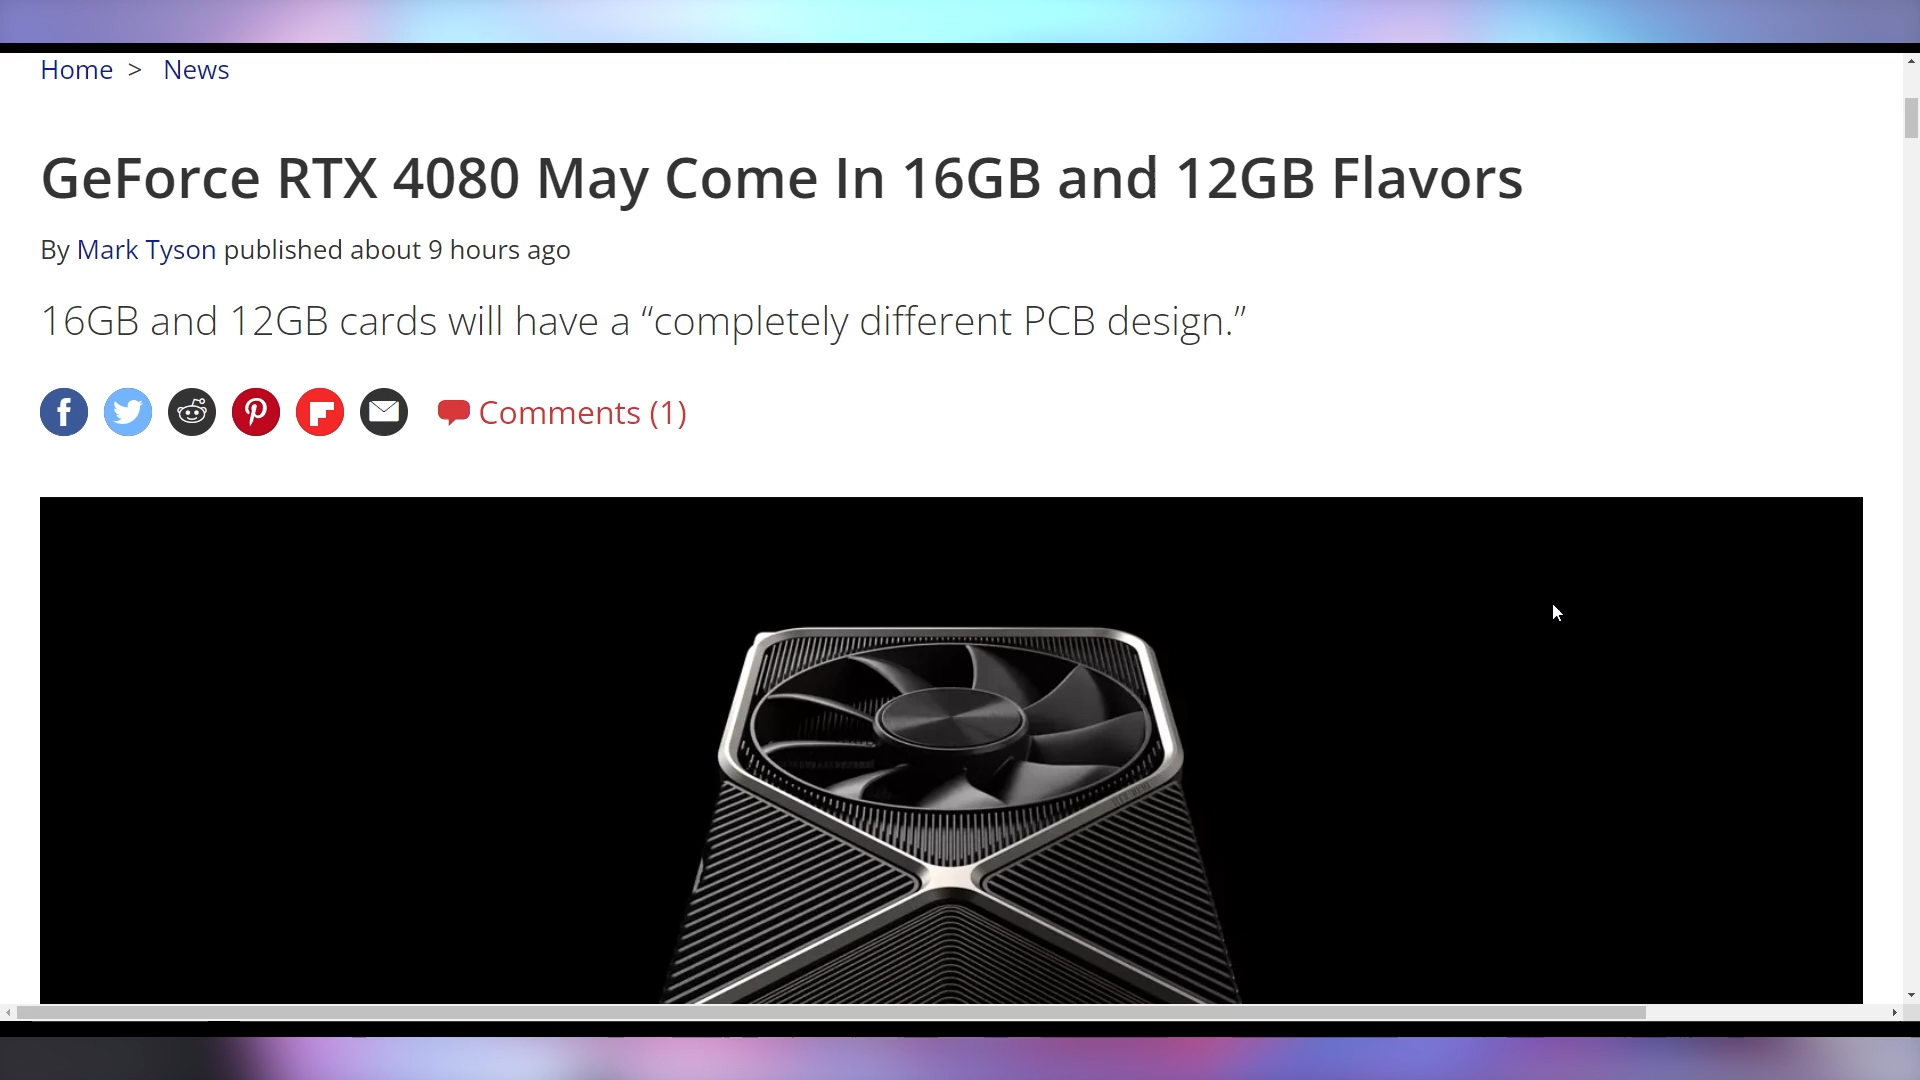 Home > News
GeForce RTX 4080 May Come In 16GB and 12GB Flavors
By Mark Tyson published about 9 hours ago
16GB and 12GB cards will have a “completely different PCB design.”
Comments (1)